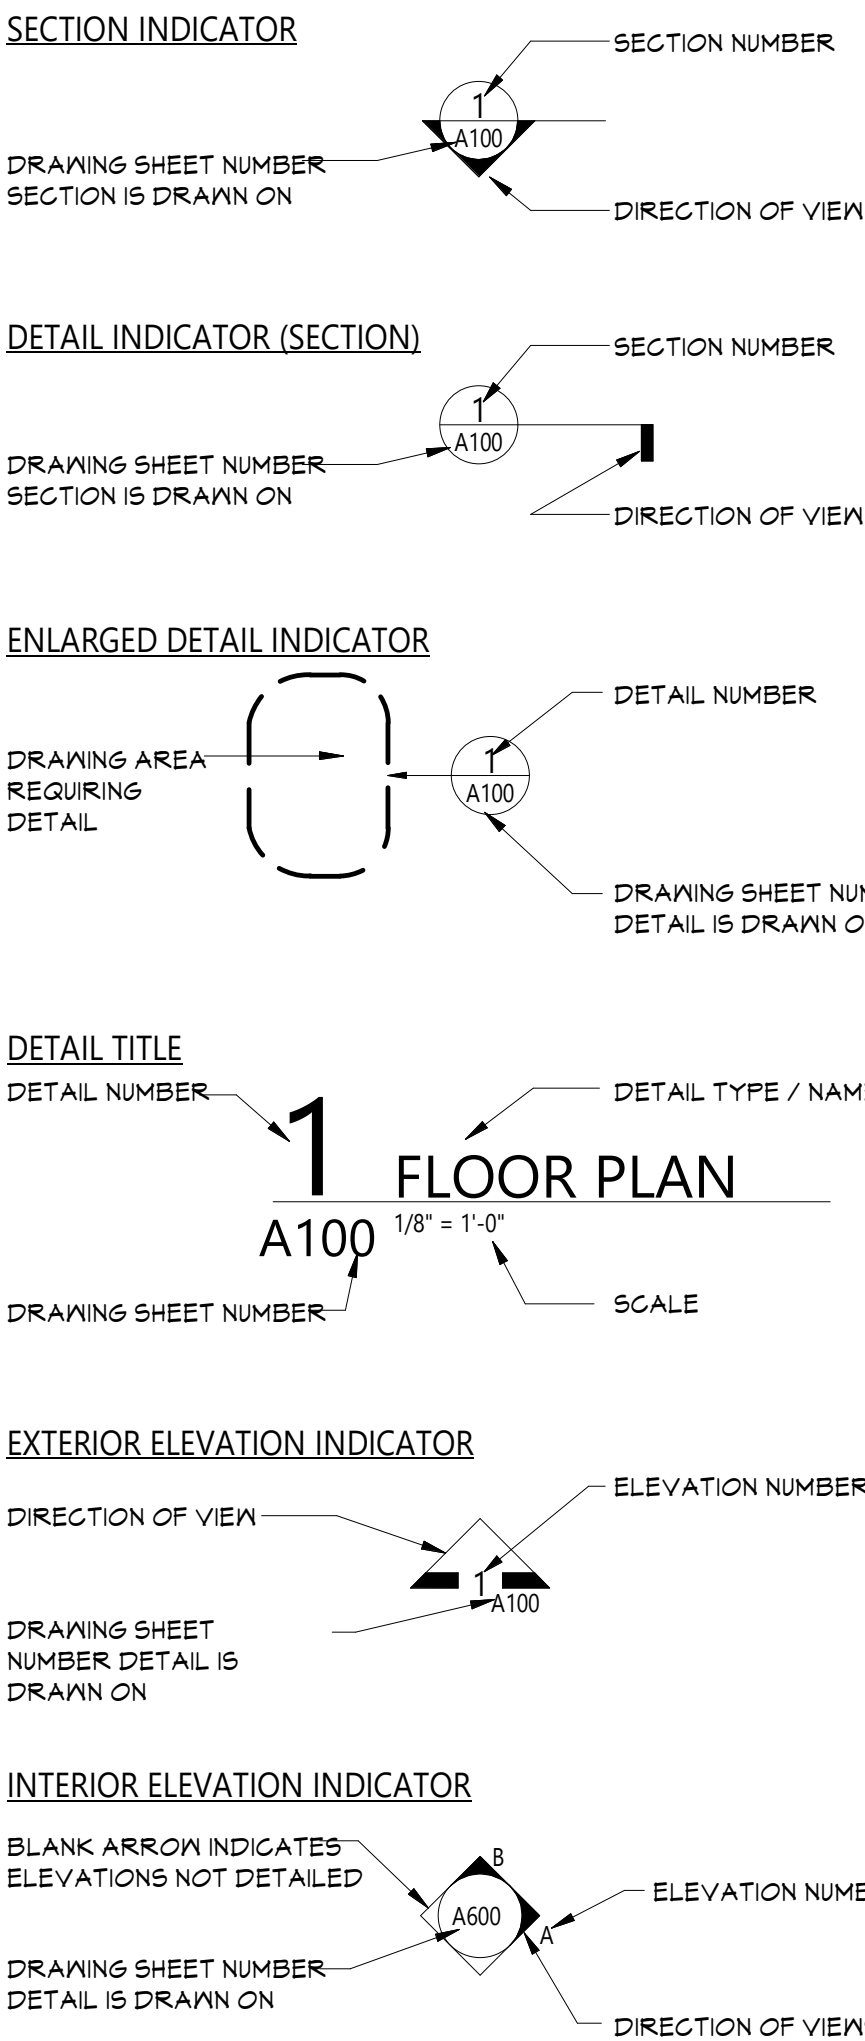 SECTION INDICATOR
SECTION NUMBER
1
A100
DRAWING SHEET NUMBER
SECTION IS DRAWN ON
DIRECTION OF VIEW
DETAIL INDICATOR (SECTION)
SECTION NUMBER
1
A100
DRAWING SHEET NUMBER
SECTION IS DRAWN ON
DIRECTION OF VIEW
ENLARGED DETAIL INDICATOR
DETAIL NUMBER
DRAWING AREA
REQUIRING
DETAIL
1
A100
DRAWING SHEET
DETAIL IS DRAWN
DETAIL TITLE
DETAIL NUMBER
DETAIL TYPE /
1
FLOOR PLAN
A100
1/8" = 1'-0"
DRAWING SHEET NUMBER
SCALE
EXTERIOR ELEVATION INDICATOR
ELEVATION NUMBER
DIRECTION OF VIEW
1
A100
DRAWING SHEET
NUMBER DETAIL IS
DRAWN ON
INTERIOR ELEVATION INDICATOR
BLANK ARROW INDICATES
ELEVATIONS NOT DETAILED
B
ELEVATION
A600
A
DRAWING SHEET NUMBER
DETAIL IS DRAWN ON
DIRECTION OF VIEW